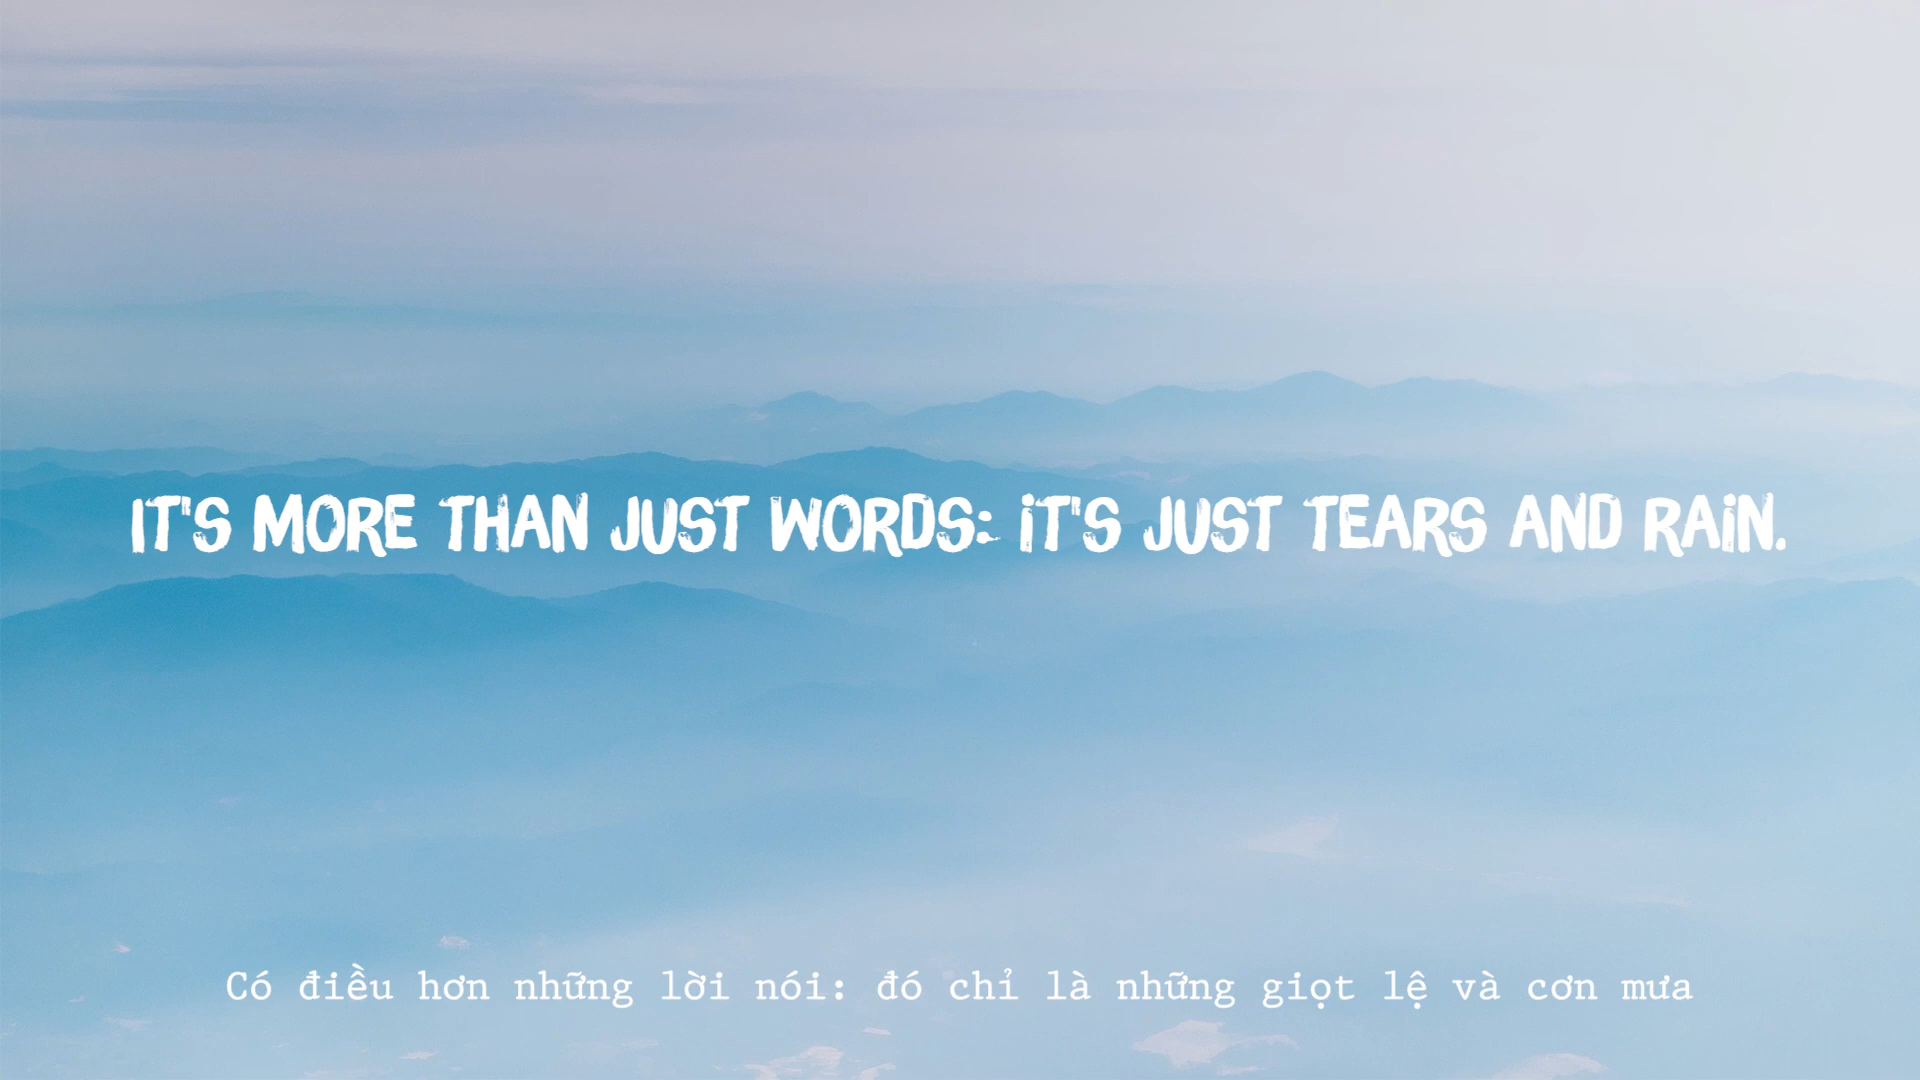 IT'S MORE THAN JUST WORDS: IT'S JUST TEARS AND RAIN.
Có điều hơn những lời nói: đó chỉ là những giọt lệ và cơn mưa